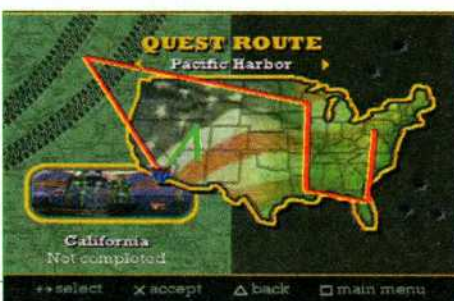 QUEST ROUTE
Pacific Harbor
California
Not completed
↔select ×accept △back □main menu